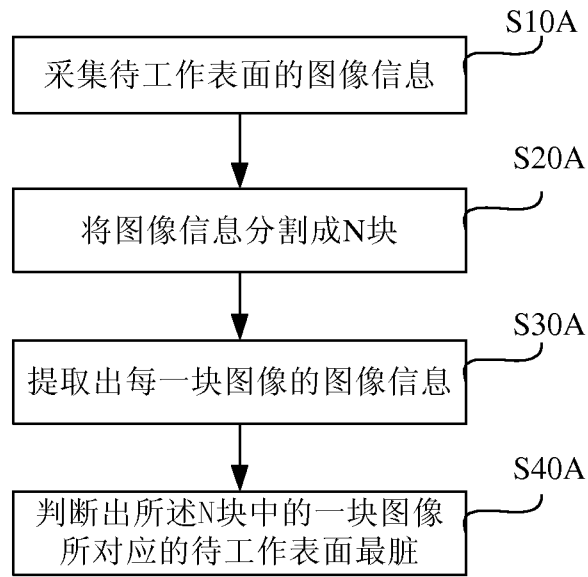 S10A
采集待工作表面的图像信息
S20A
将图像信息分割成N块
S30A
提取出每一块图像的图像信息
S40A
判断出所述N块中的一块图像
所对应的待工作表面最脏